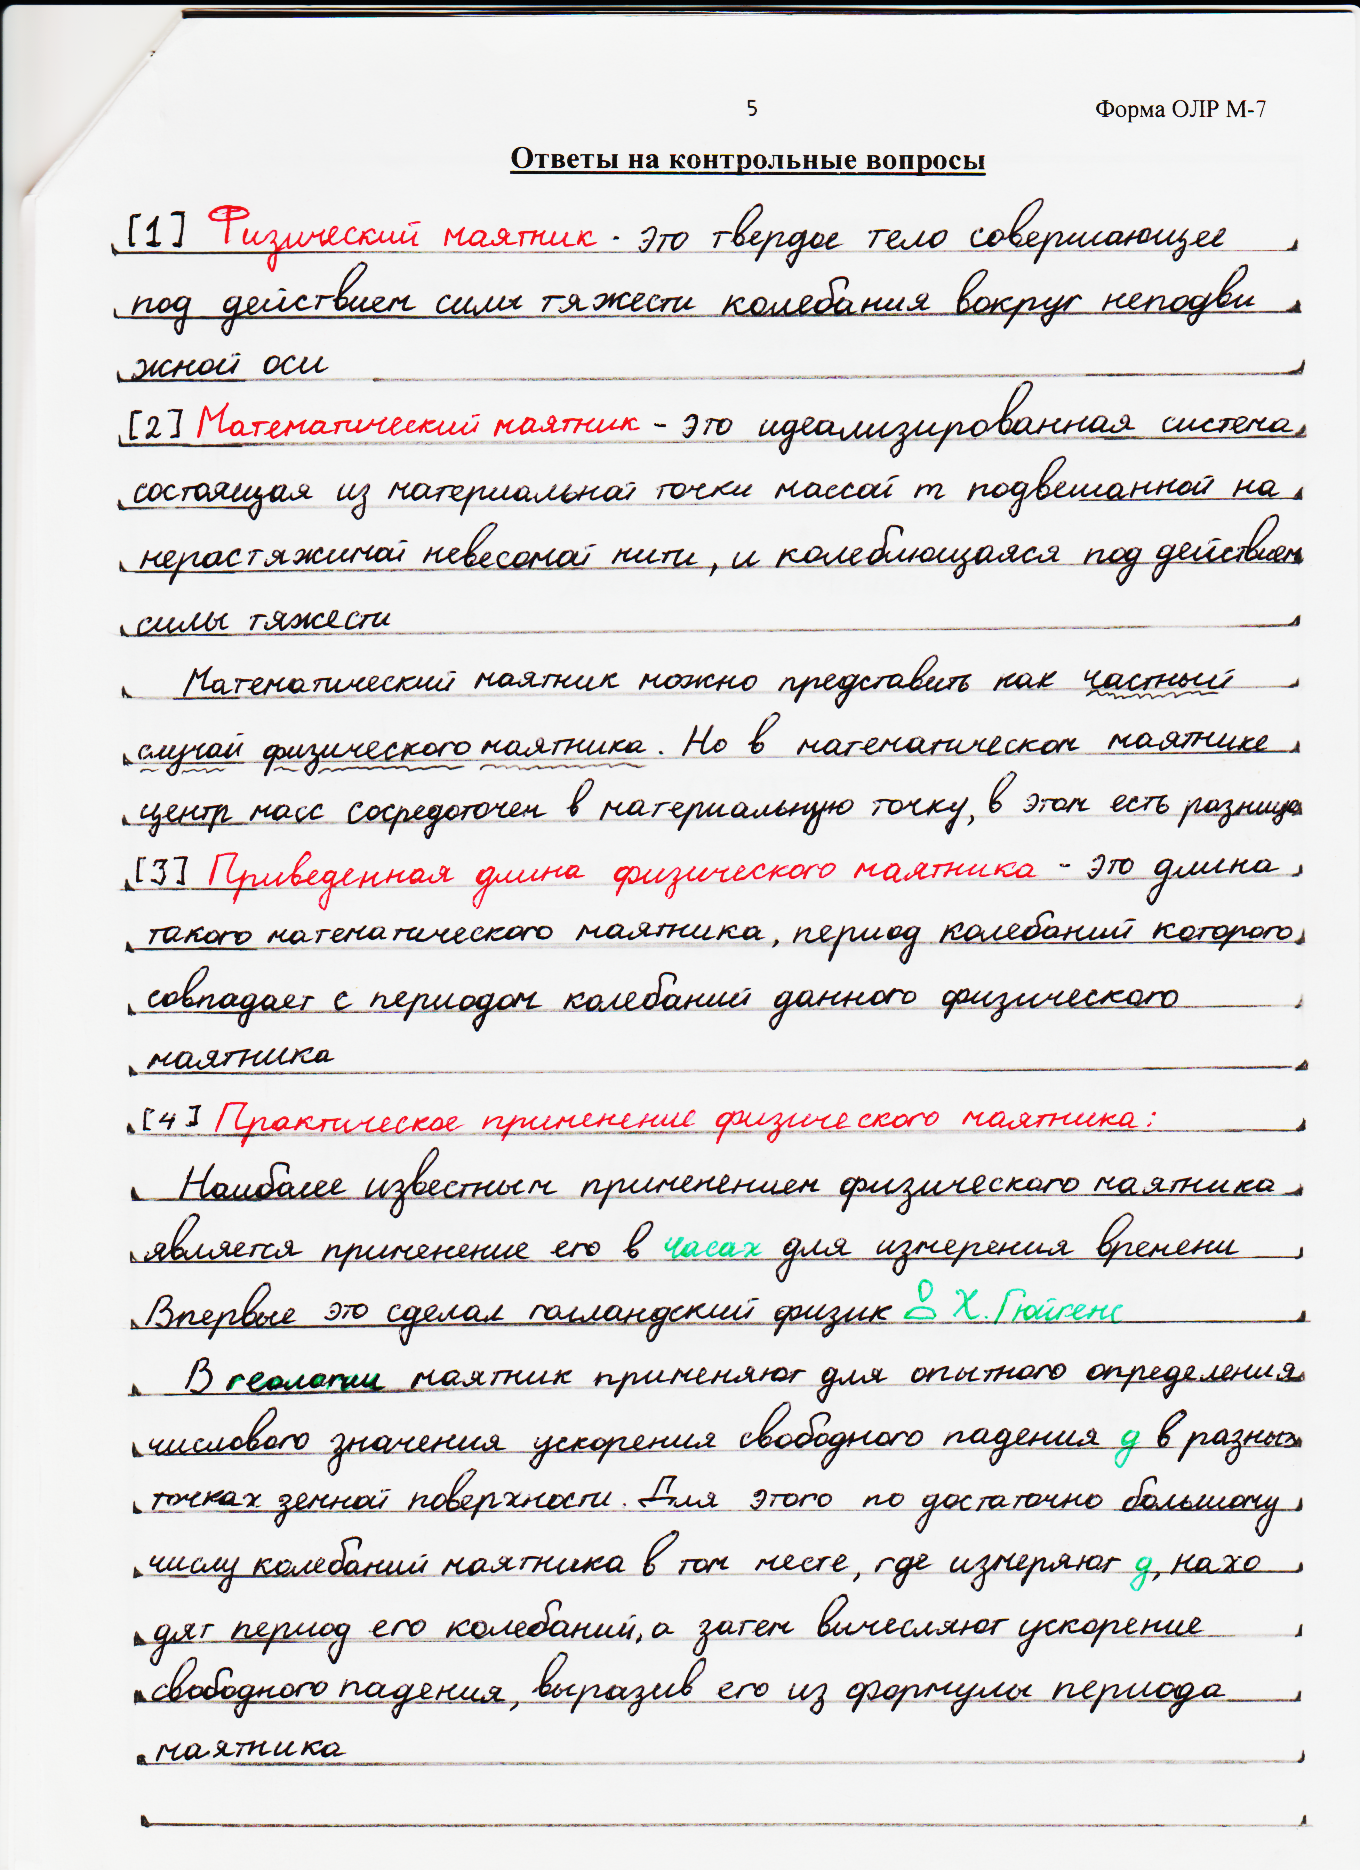 5
Форма ОЛР М-7
Ответы на контрольные вопросы
[1] Физический маятник - это твердое тело совершающее
под действием силы тяжести колебания вокруг неподви
жной оси
[2] Математический маятник - это идеализированная система
состоящая из материальной точки массой m подвешанной на
нерастяжимой невесомой нити, и колеблющаяся под действием
силы тяжести
Математический маятник можно представить как частный
случай физического маятника. Но в математическом маятнике
центр масс сосредоточен в материальную точку, в этом есть разница
[3] Приведенная длина физического маятника - это длина
такого математического маятника, период колебаний которого
совпадает с периодом колебаний данного физического
маятника
[4] Практическое применение физического маятника:
Наиболее известным применением физического маятника
является применение его в часах для измерения времени
Впервые это сделал голландский физик Х. Гюйгенс
В геологии маятник применяют для опытного определения
числового значения ускорения свободного падения g в разных
точках земной поверхности. Для этого по достаточно большому
числу колебаний маятника в том месте, где измеряют g, нахо
дят период его колебаний, а затем вычесляют ускорение
свободного падения, выразив его из формулы периода
маятника